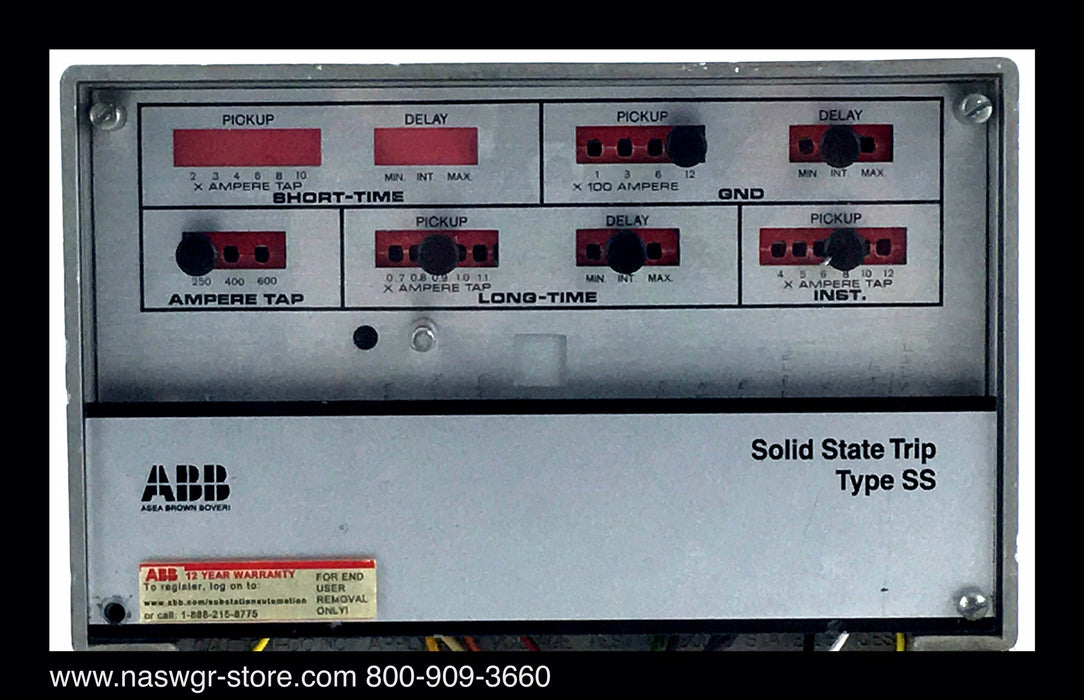 PICKUP DELAY PICKUP DELAY
2 3 4 6 8 10 MIN. INT. MAX. 1 3 6 12 MIN. INT. MAX.
X AMPERE TAP X 100 AMPERE
SHORT-TIME GND
PICKUP DELAY PICKUP
250 400 600 0.7 0.8 0.9 1.0 1.1 MIN. INT. MAX. 4 5 6 8 10 12
X AMPERE TAP X AMPERE TAP
AMPERE TAP LONG-TIME INST.
Solid State Trip
Type SS
ABB
ASEA BROWN BOVERI
ABB 12 YEAR WARRANTY
To register, log on to:
www.abb.com/substationautomation
or call: 1-888-215-8775
FOR END
USER
REMOVAL
ONLY!
www.naswgr-store.com 800-909-3660